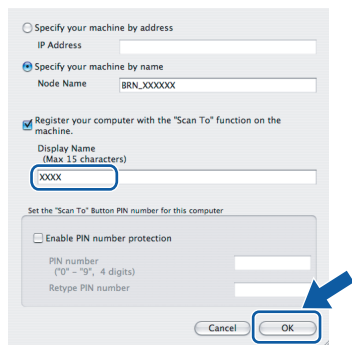 Specify your machine by address
IP Address
Specify your machine by name
Node Name BRN_XXXXXX
Register your computer with the "Scan To" function on the
machine.
Display Name
(Max 15 characters)
XXXX
Set the "Scan To" Button PIN number for this computer
Enable PIN number protection
PIN number
("0" – "9", 4 digits)
Retype PIN number
Cancel OK